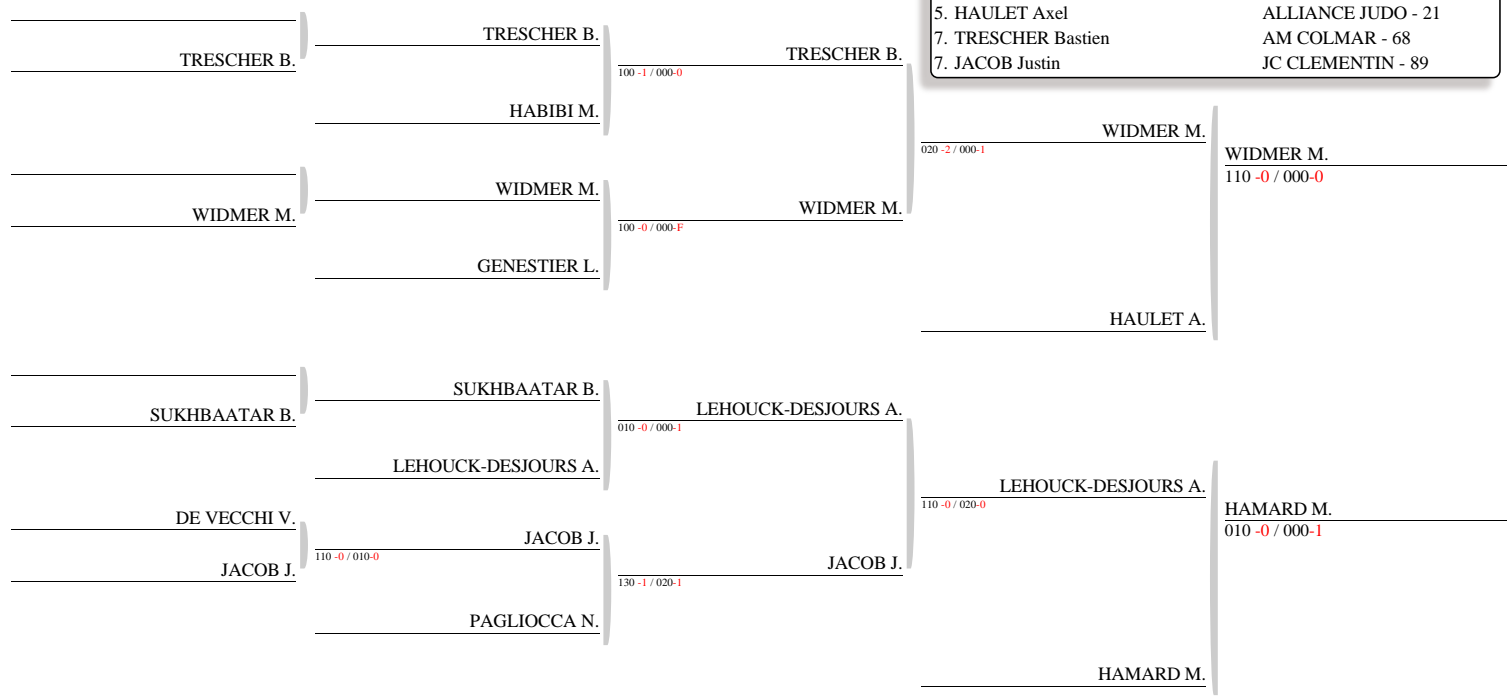 5. HAULET Axel ALLIANCE JUDO - 21
7. TRESCHER Bastien AM COLMAR - 68
7. JACOB Justin JC CLEMENTIN - 89
TRESCHER B.
WIDMER M.
SUKHBAATAR B.
DE VECCHI V.
JACOB J.
TRESCHER B.
HABIBI M.
WIDMER M.
GENESTIER L.
SUKHBAATAR B.
LEHOUCK-DESJOURS A.
JACOB J.
110 -0 / 010-0
PAGLIOCCA N.
TRESCHER B.
100 -1 / 000-0
WIDMER M.
100 -0 / 000-F
LEHOUCK-DESJOURS A.
010 -0 / 000-1
JACOB J.
130 -1 / 020-1
WIDMER M.
020 -2 / 000-1
HAULET A.
LEHOUCK-DESJOURS A.
110 -0 / 020-0
HAMARD M.
WIDMER M.
110 -0 / 000-0
HAMARD M.
010 -0 / 000-1